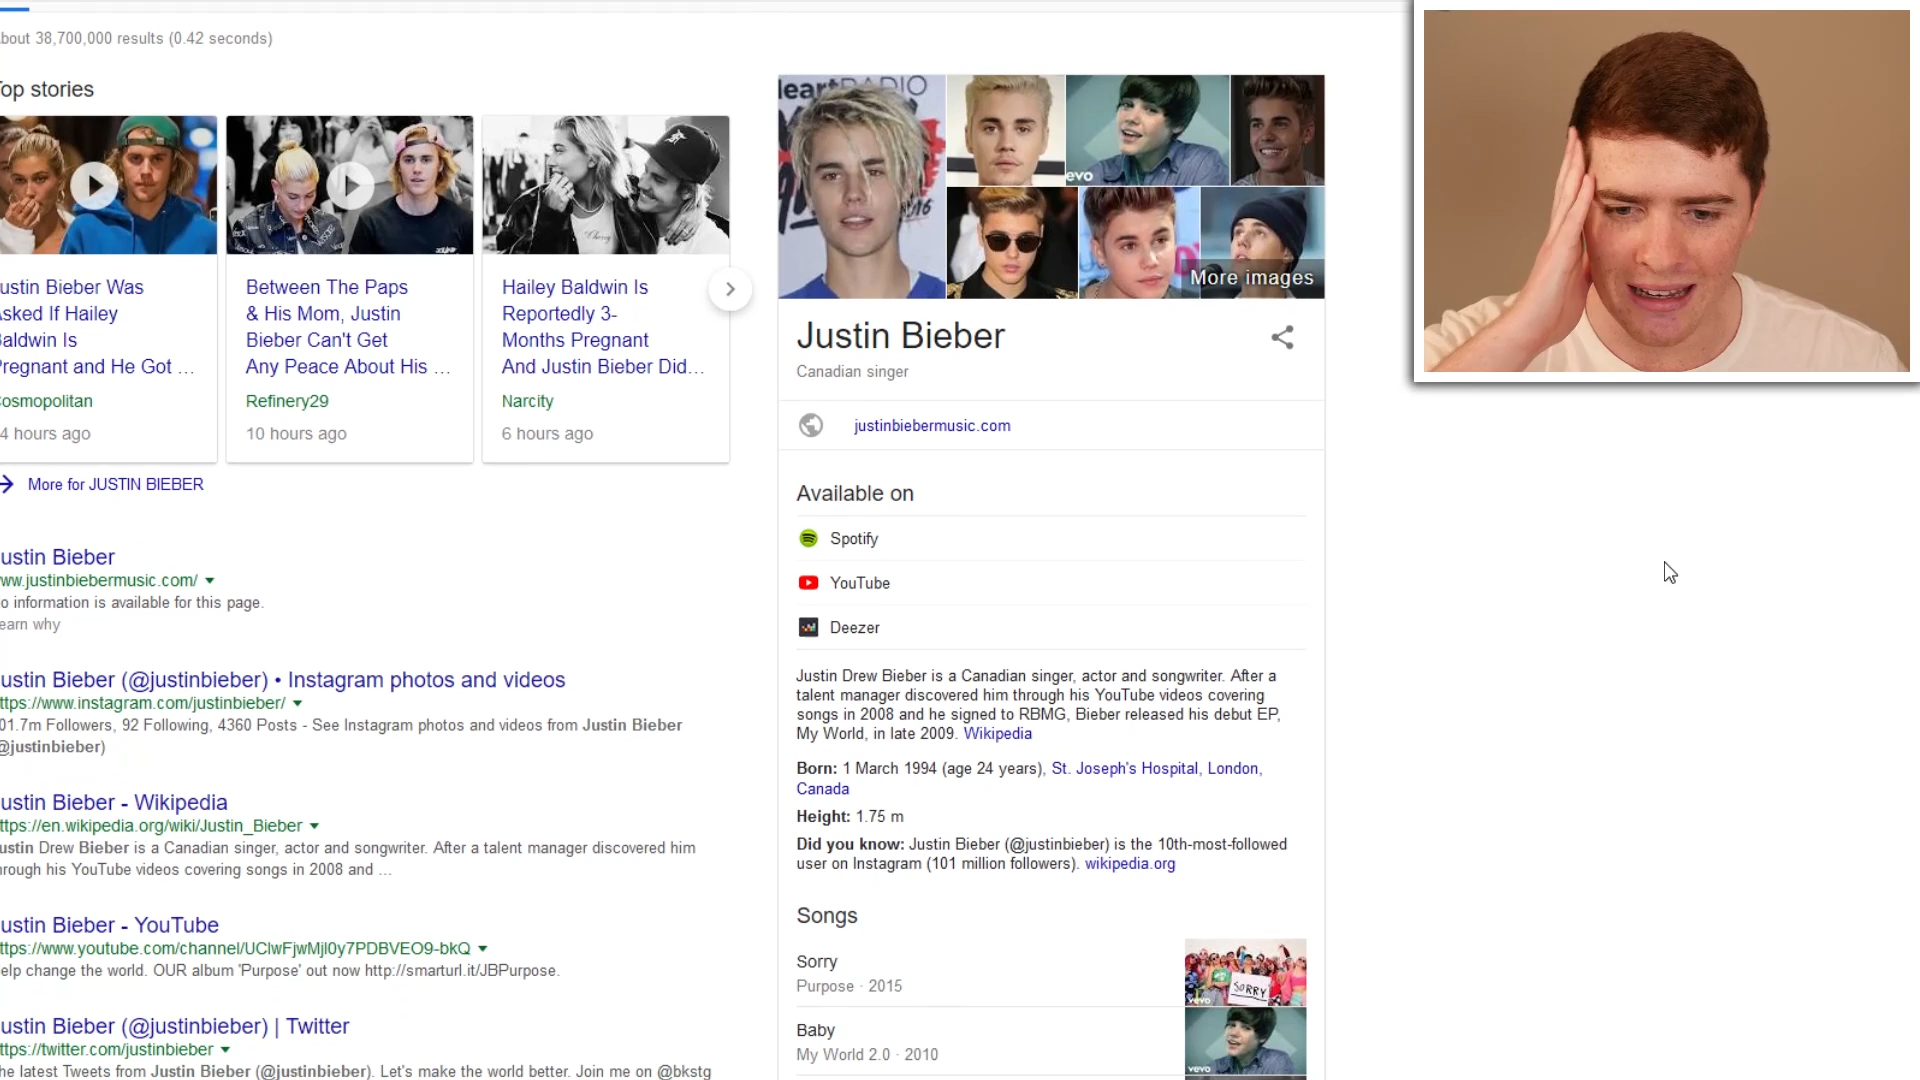 bout 38,700,000 results (0.42 seconds)
op stories
ustin Bieber Was
sked If Hailey
aldwin Is
regnant and He Got ...
osmopolitan
4 hours ago
Between The Paps
& His Mom, Justin
Bieber Can't Get
Any Peace About His ...
Refinery29
10 hours ago
Hailey Baldwin Is
Reportedly 3-
Months Pregnant
And Justin Bieber Did...
Narcity
6 hours ago
More for JUSTIN BIEBER
ustin Bieber
ww.justinbiebermusic.com/
o information is available for this page.
earn why
ustin Bieber (@justinbieber) • Instagram photos and videos
ttps://www.instagram.com/justinbieber/
01.7m Followers, 92 Following, 4360 Posts - See Instagram photos and videos from Justin Bieber
@justinbieber)
ustin Bieber - Wikipedia
ttps://en.wikipedia.org/wiki/Justin_Bieber
ustin Drew Bieber is a Canadian singer, actor and songwriter. After a talent manager discovered him
hrough his YouTube videos covering songs in 2008 and ...
ustin Bieber - YouTube
ttps://www.youtube.com/channel/UClwFjwMjl0y7PDBVEO9-bkQ
elp change the world. OUR album 'Purpose' out now http://smarturl.it/JBPurpose.
ustin Bieber (@justinbieber) | Twitter
ttps://twitter.com/justinbieber
he latest Tweets from Justin Bieber (@justinbieber). Let's make the world better. Join me on @bkstg
eartRADIO
evo
16
More images
Justin Bieber
Canadian singer
justinbiebermusic.com
Available on
Spotify
YouTube
Deezer
Justin Drew Bieber is a Canadian singer, actor and songwriter. After a
talent manager discovered him through his YouTube videos covering
songs in 2008 and he signed to RBMG, Bieber released his debut EP,
My World, in late 2009. Wikipedia
Born: 1 March 1994 (age 24 years), St. Joseph's Hospital, London,
Canada
Height: 1.75 m
Did you know: Justin Bieber (@justinbieber) is the 10th-most-followed
user on Instagram (101 million followers). wikipedia.org
Songs
Sorry
Purpose · 2015
SORRY
vevo
Baby
My World 2.0 · 2010
vevo